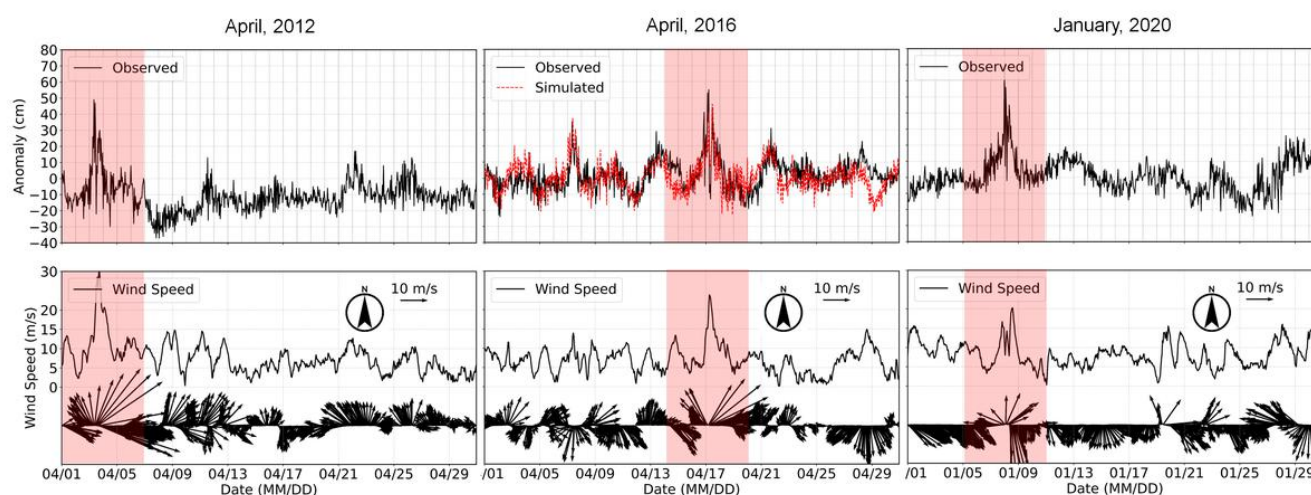 April, 2012
April, 2016
January, 2020
Anomaly (cm)
80
70
60
50
40
30
20
10
0
−10
−20
−30
−40
Observed
Observed
Simulated
Observed
Wind Speed (m/s)
30
20
15
10
5
0
Wind Speed
N
10 m/s
Wind Speed
N
10 m/s
Wind Speed
N
10 m/s
04/01 04/05 04/09 04/13 04/17 04/21 04/25 04/29
04/01 04/05 04/09 04/13 04/17 04/21 04/25 04/29
/01 01/05 01/09 01/13 01/17 01/21 01/25 01/29
Date (MM/DD)
Date (MM/DD)
Date (MM/DD)